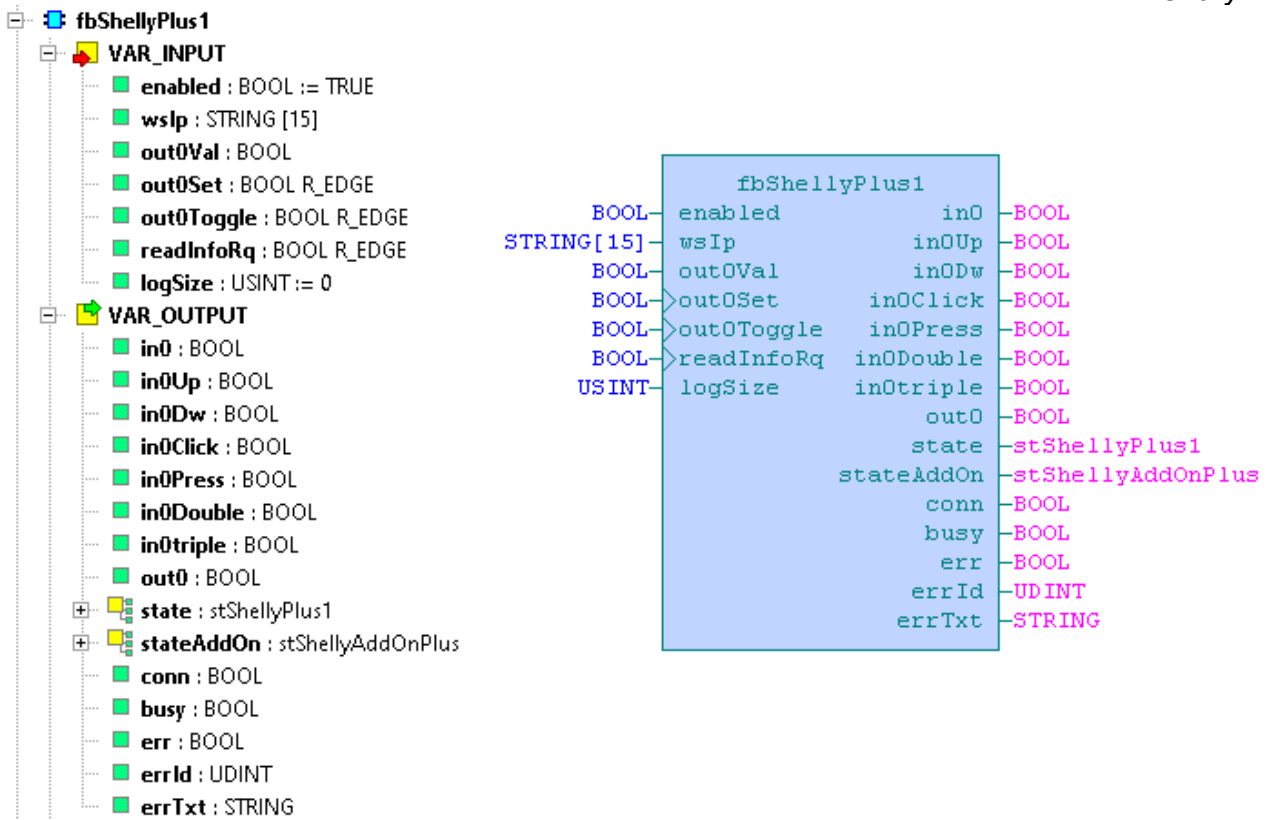 fbShellyPlus1
VAR_INPUT
enabled : BOOL := TRUE
wsIp : STRING [15]
out0Val : BOOL
out0Set : BOOL R_EDGE
out0Toggle : BOOL R_EDGE
readInfoRq : BOOL R_EDGE
logSize : USINT := 0
VAR_OUTPUT
in0 : BOOL
in0Up : BOOL
in0Dw : BOOL
in0Click : BOOL
in0Press : BOOL
in0Double : BOOL
in0triple : BOOL
out0 : BOOL
state : stShellyPlus1
stateAddOn : stShellyAddOnPlus
conn : BOOL
busy : BOOL
err : BOOL
errId : UDINT
errTxt : STRING
fbShellyPlus1
BOOL enabled in0 BOOL
STRING[15] wsIp in0Up BOOL
BOOL out0Val in0Dw BOOL
BOOL out0Set in0Click BOOL
BOOL out0Toggle in0Press BOOL
BOOL readInfoRq in0Double BOOL
USINT logSize in0triple BOOL
out0 BOOL
state stShellyPlus1
stateAddOn stShellyAddOnPlus
conn BOOL
busy BOOL
err BOOL
errId UDINT
errTxt STRING